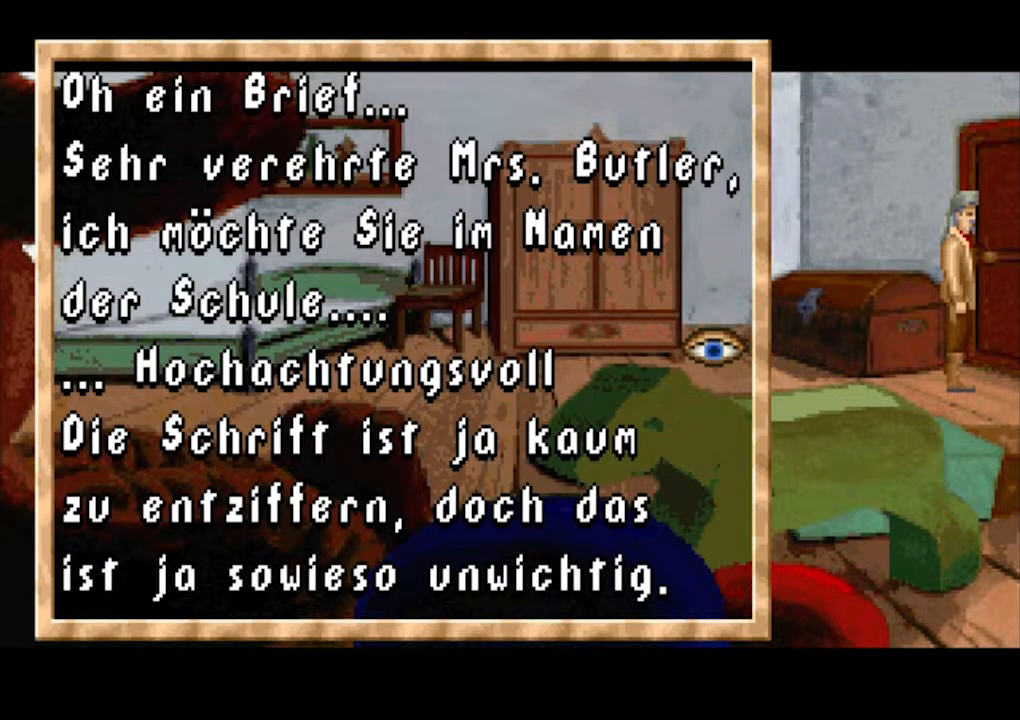 Oh ein Brief...
Sehr verehrte Mrs. Butler,
ich möchte Sie im Namen
der Schule....
... Hochachtungsvoll
Die Schrift ist ja kaum
zu entziffern, doch das
ist ja sowieso unwichtig.